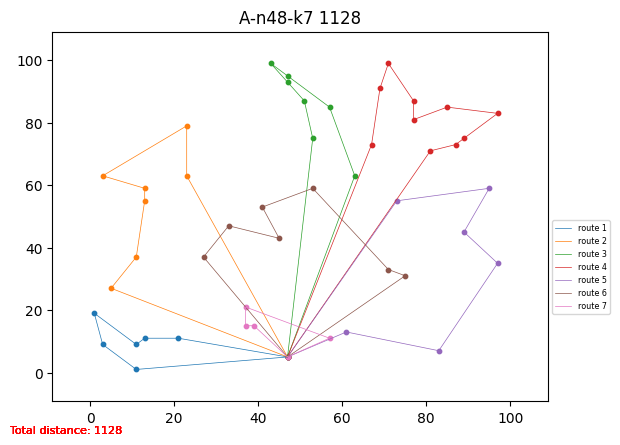 A-n48-k7 1128
100
80
60
40
20
0
0 20 40 60 80 100
route 1
route 2
route 3
route 4
route 5
route 6
route 7
Total distance: 1128